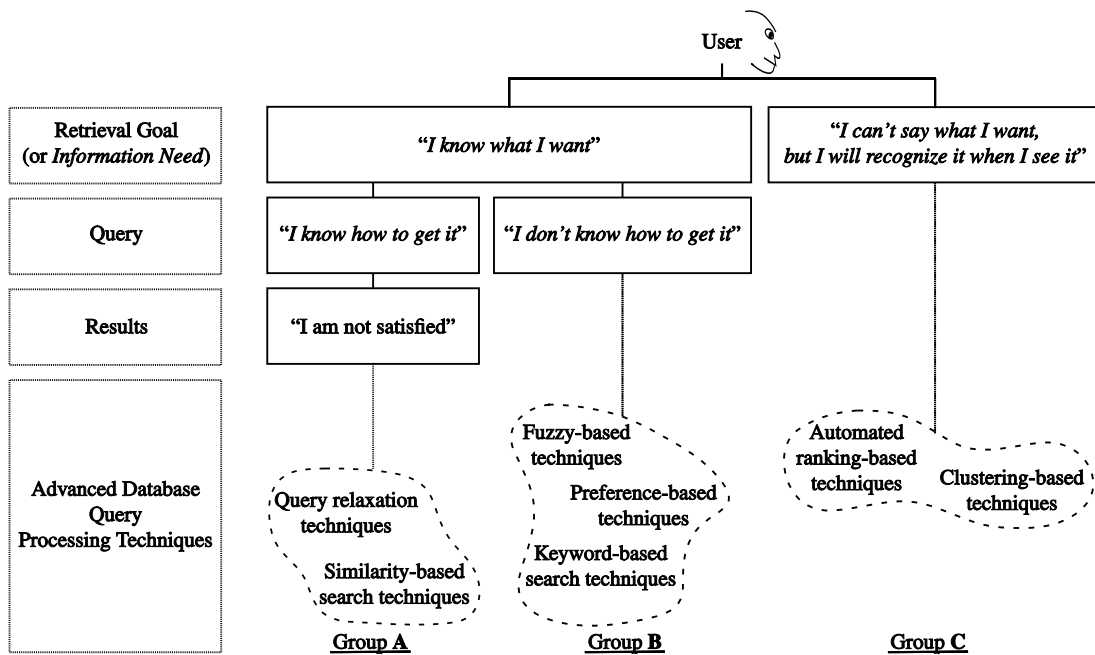 User
Retrieval Goal
(or Information Need)
“I know what I want”
“I can’t say what I want,
but I will recognize it when I see it”
Query
“I know how to get it”
“I don’t know how to get it”
Results
“I am not satisfied”
Advanced Database
Query
Processing Techniques
Query relaxation
techniques
Similarity-based
search techniques
Fuzzy-based
techniques
Preference-based
techniques
Keyword-based
search techniques
Automated
ranking-based
techniques
Clustering-based
techniques
Group A
Group B
Group C